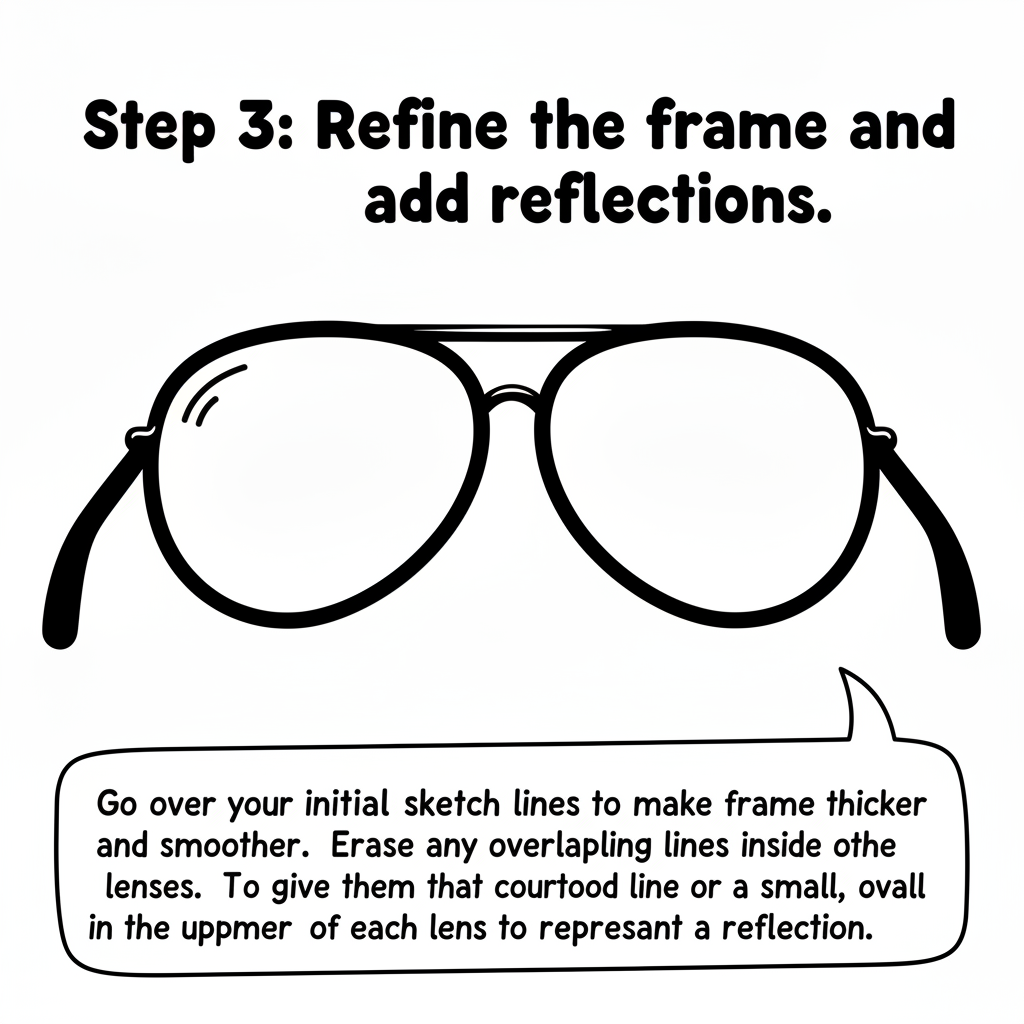 Step 3: Refine the frame and
add reflections.
Go over your initial sketch lines to make frame thicker
and smoother. Erase any overlapling lines inside othe
lenses. To give them that courtood line or a small, ovall
in the uppmer of each lens to represant a reflection.